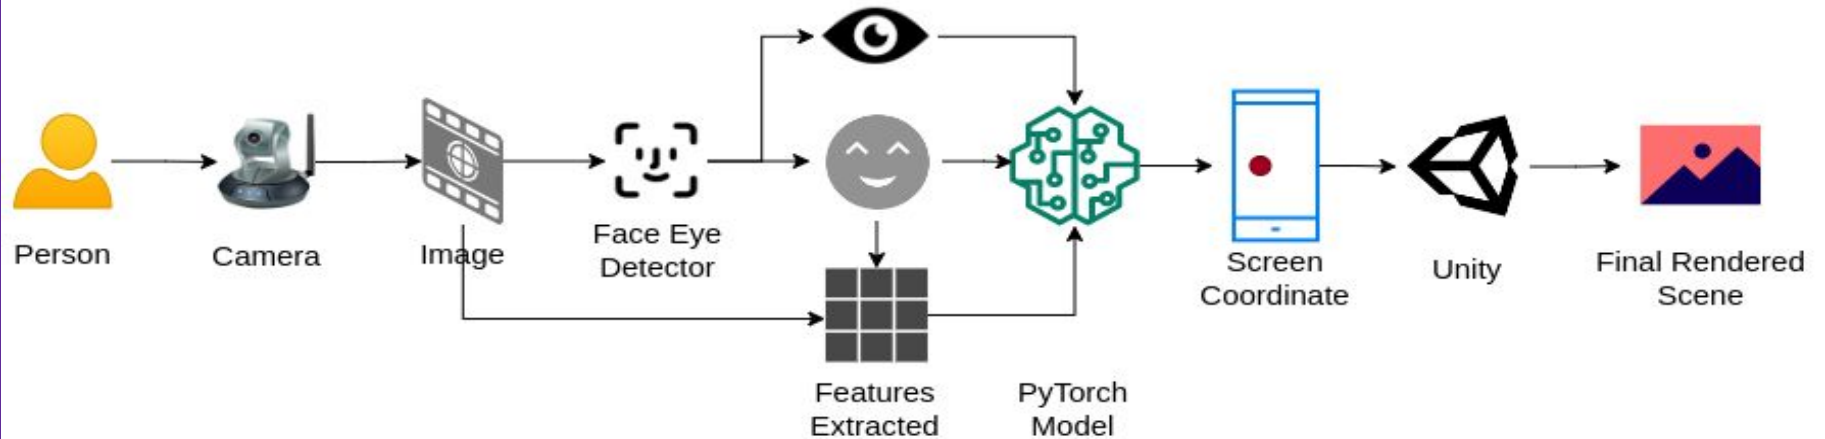 Person
Camera
Image
Face Eye
Detector
Features
Extracted
PyTorch
Model
Screen
Coordinate
Unity
Final Rendered
Scene